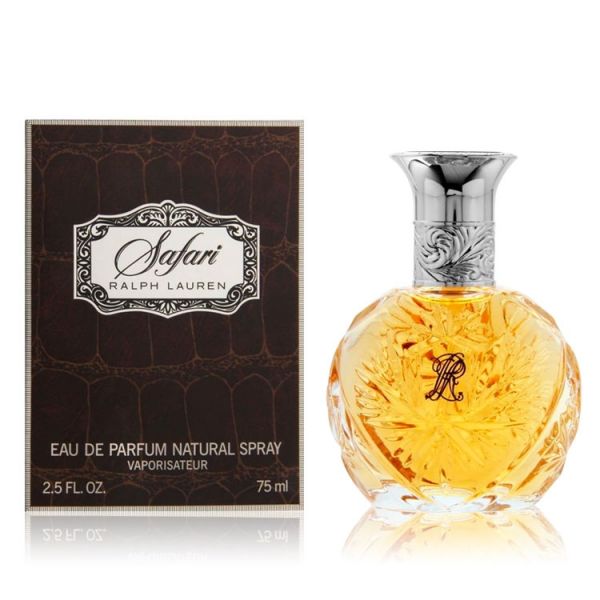 Safari
RALPH LAUREN
EAU DE PARFUM NATURAL SPRAY
VAPORISATEUR
2.5 FL. OZ. 75 ml
RL